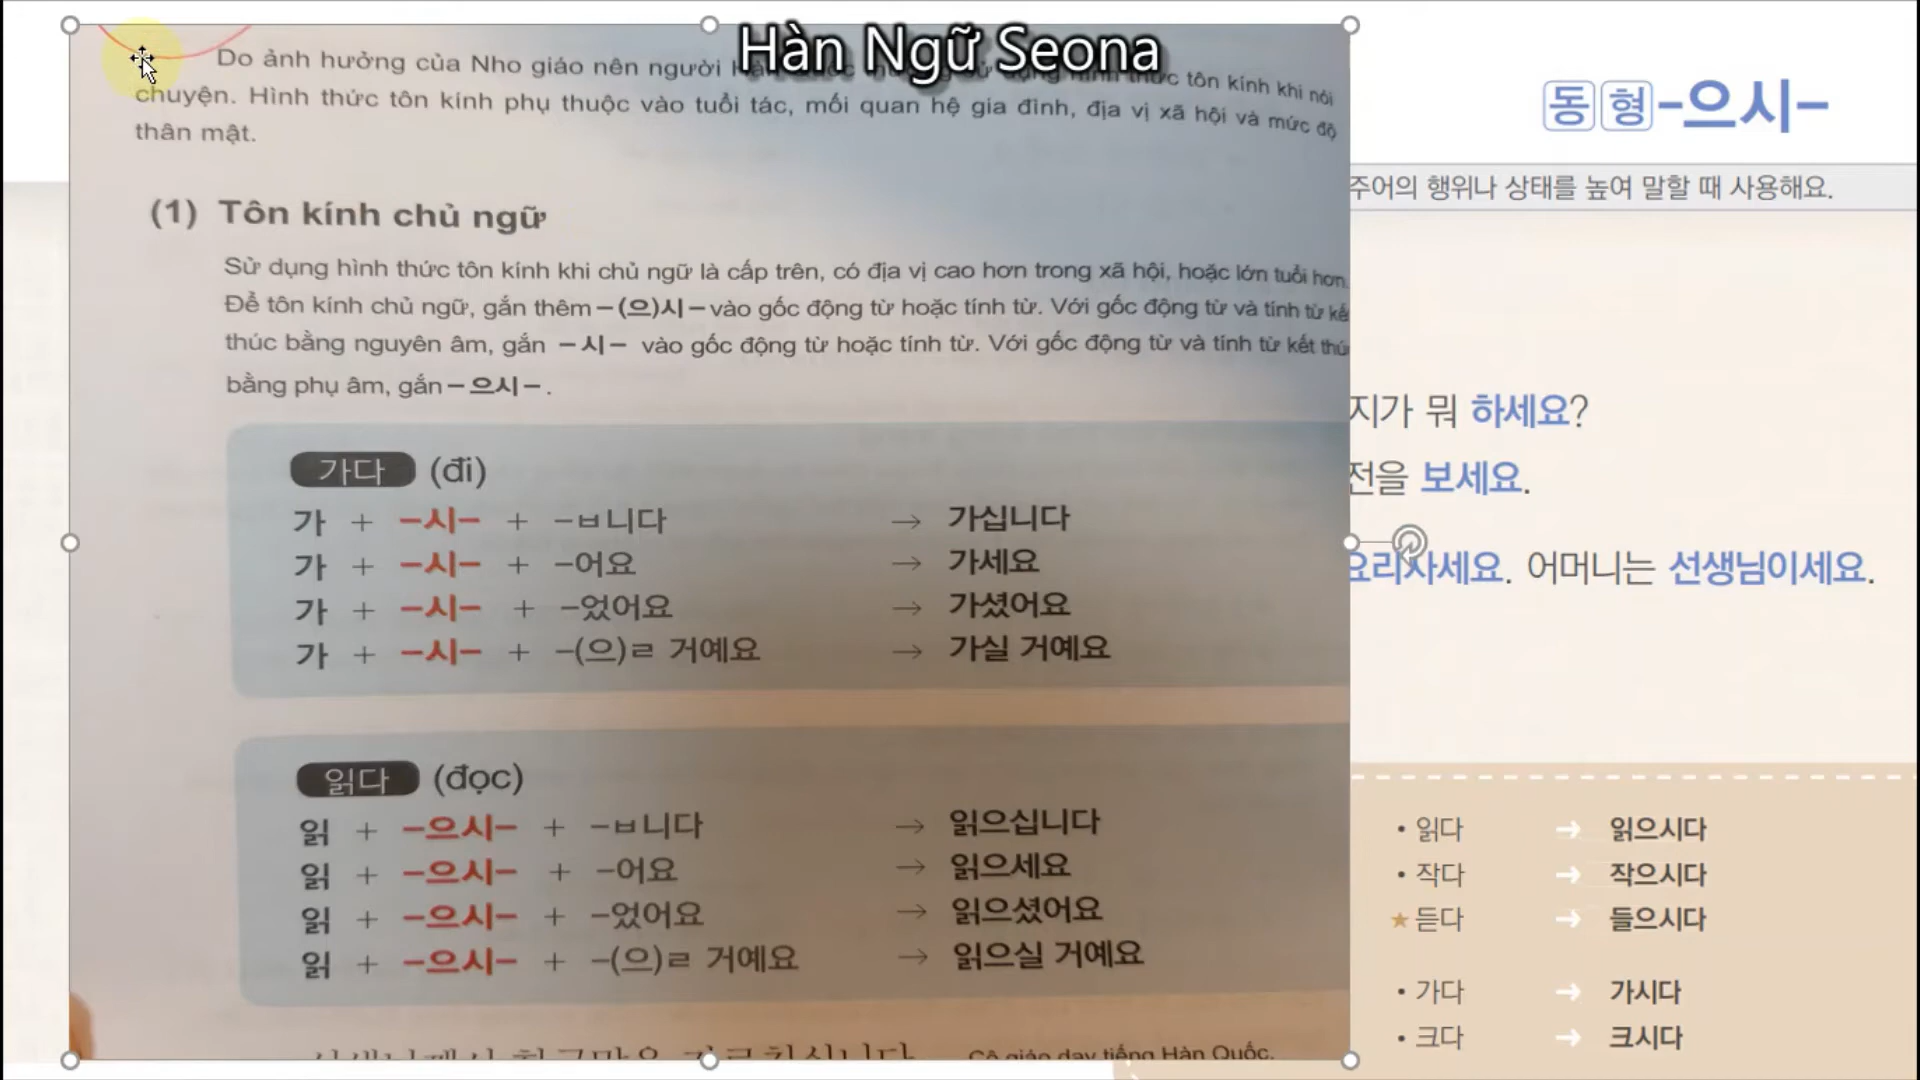 Hàn Ngữ Seona
Do ảnh hưởng của Nho giáo nên người thức tôn kính khi nói
chuyện. Hình thức tôn kính phụ thuộc vào tuổi tác, mối quan hệ gia đình, địa vị xã hội và mức độ
thân mật.
(1) Tôn kính chủ ngữ
Sử dụng hình thức tôn kính khi chủ ngữ là cấp trên, có địa vị cao hơn trong xã hội, hoặc lớn tuổi hơn.
Để tôn kính chủ ngữ, gắn thêm –(으)시– vào gốc động từ hoặc tính từ. Với gốc động từ và tính từ kế
thúc bằng nguyên âm, gắn –시– vào gốc động từ hoặc tính từ. Với gốc động từ và tính từ kết thú
bằng phụ âm, gắn –으시–.
가다 (đi)
가 + –시– + –ㅂ니다 → 가십니다
가 + –시– + –어요 → 가세요
가 + –시– + –었어요 → 가셨어요
가 + –시– + –(으)ㄹ 거예요 → 가실 거예요
읽다 (đọc)
읽 + –으시– + –ㅂ니다 → 읽으십니다
읽 + –으시– + –어요 → 읽으세요
읽 + –으시– + –었어요 → 읽으셨어요
읽 + –으시– + –(으)ㄹ 거예요 → 읽으실 거예요
Cô giáo dạy tiếng Hàn Quốc.
동 형 –으시–
주어의 행위나 상태를 높여 말할 때 사용해요.
지가 뭐 하세요?
전을 보세요.
요리사세요. 어머니는 선생님이세요.
• 읽다 → 읽으시다
• 작다 → 작으시다
★ 듣다 → 들으시다
• 가다 → 가시다
• 크다 → 크시다